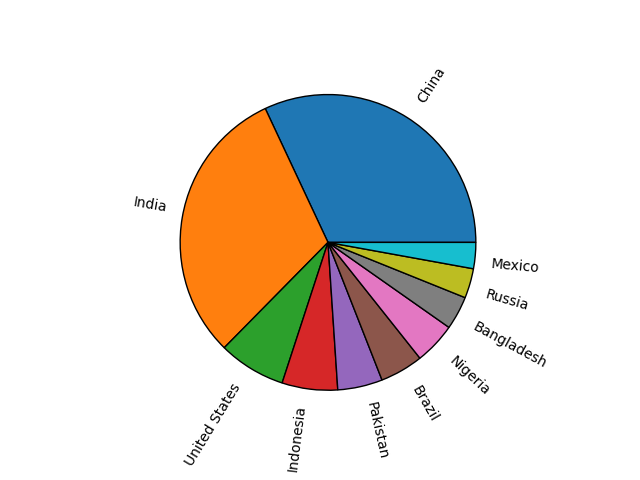 China
India
United States
Indonesia
Pakistan
Brazil
Nigeria
Bangladesh
Russia
Mexico